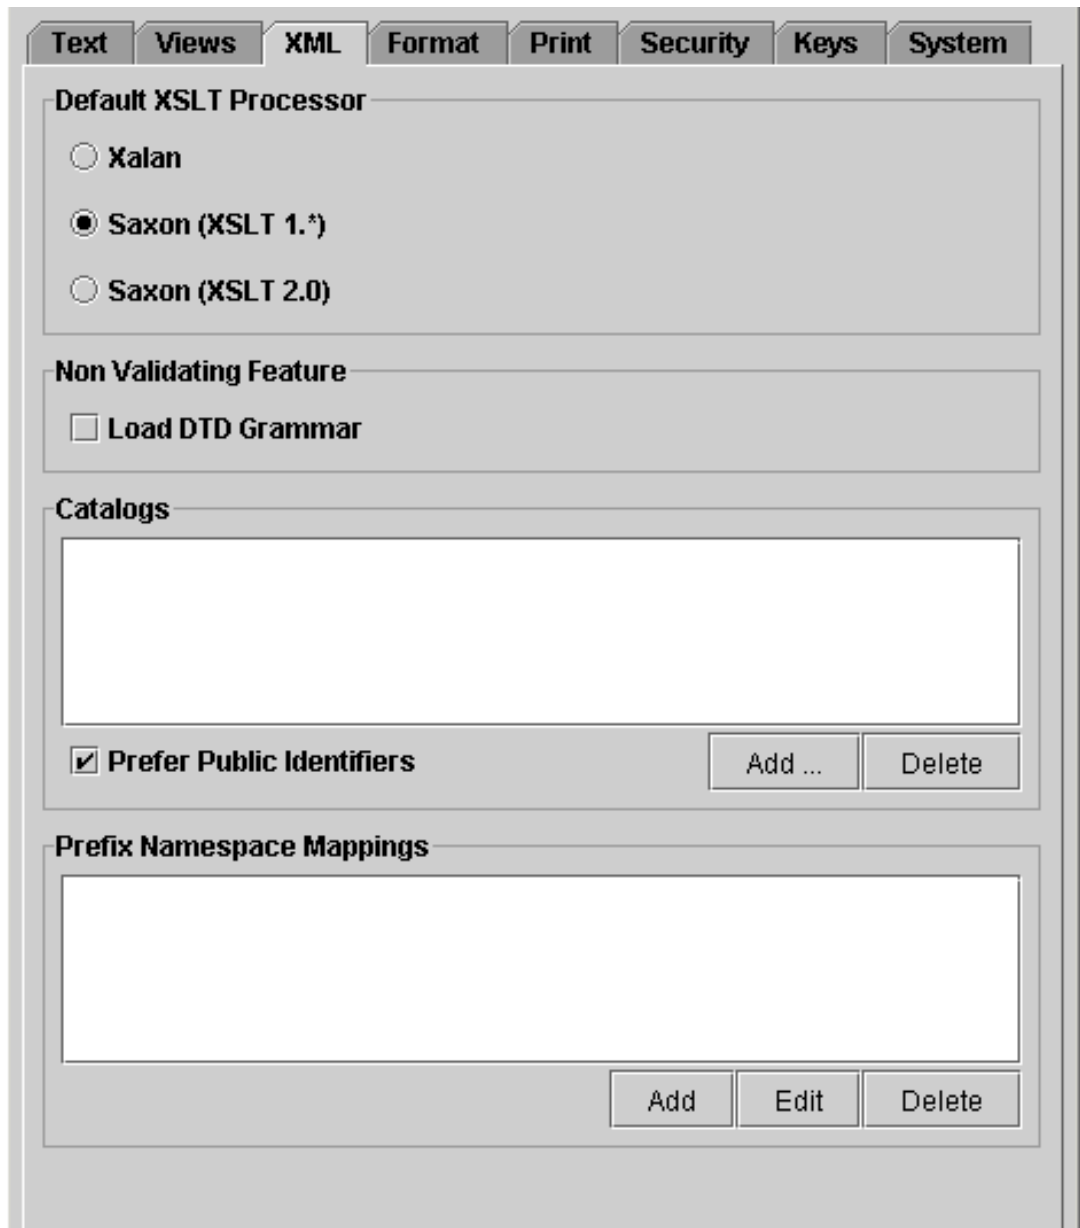 Text Views XML Format Print Security Keys System
Default XSLT Processor
Xalan
Saxon (XSLT 1.*)
Saxon (XSLT 2.0)
Non Validating Feature
Load DTD Grammar
Catalogs
Prefer Public Identifiers Add ... Delete
Prefix Namespace Mappings
Add Edit Delete